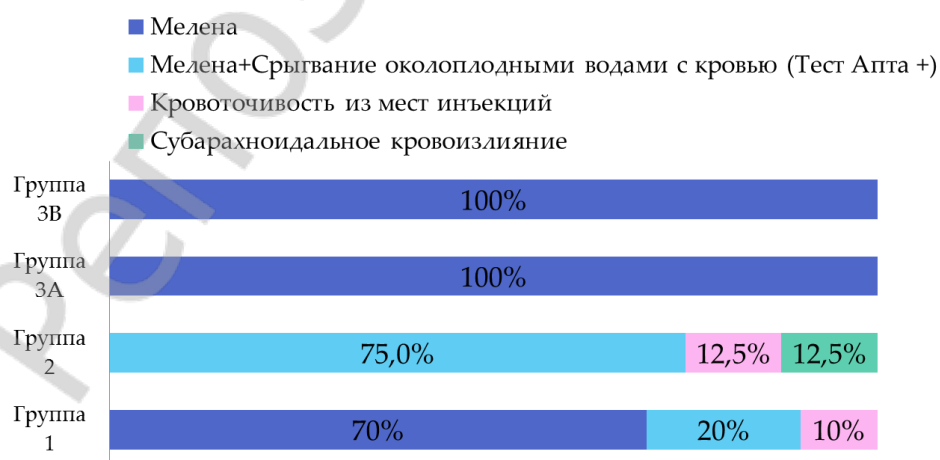 Мелена
Мелена+Срыгвание околоплодными водами с кровью (Тест Апта +)
Кровоточивость из мест инъекций
Субарахноидальное кровоизлияние
Группа
3В
100%
Группа
3А
100%
Группа
2
75,0% 12,5% 12,5%
Группа
1
70% 20% 10%
Репоз